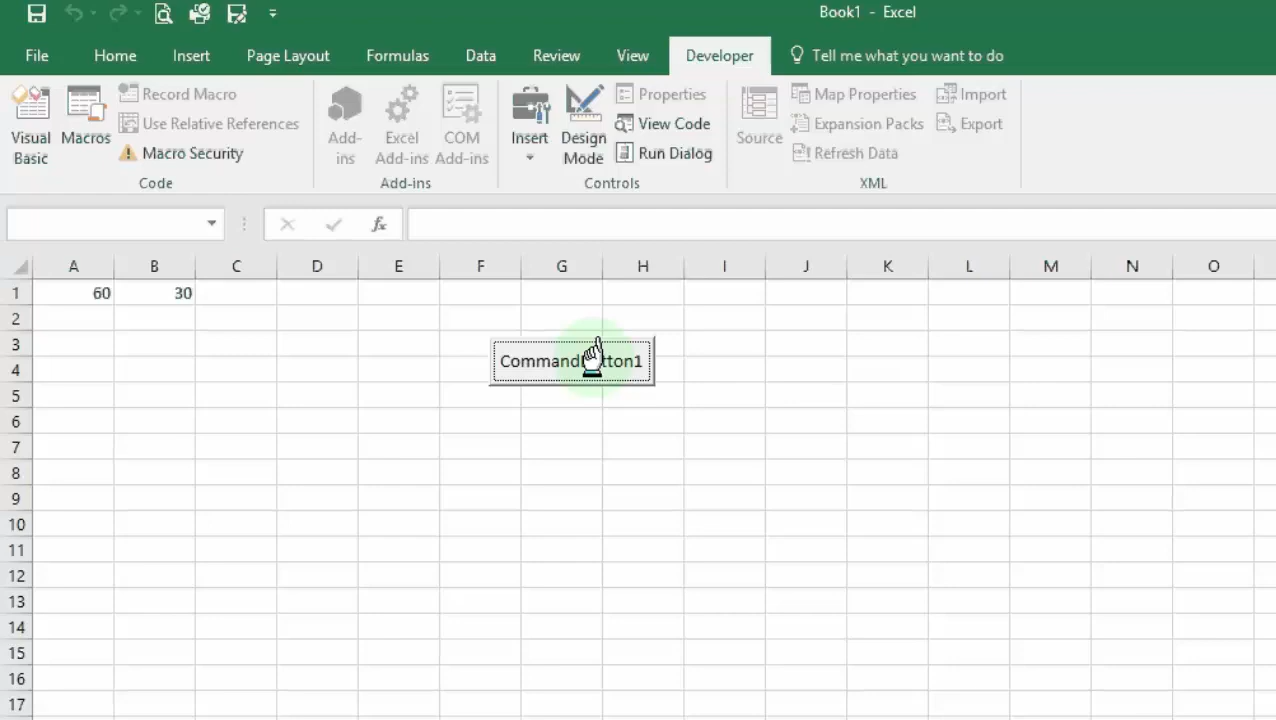 Book1 - Excel
File Home Insert Page Layout Formulas Data Review View Developer Tell me what you want to do
Visual Basic
Macros
Record Macro
Use Relative References
Macro Security
Code
Add-ins
Excel Add-ins
COM Add-ins
Add-ins
Insert
Design Mode
Properties
View Code
Run Dialog
Controls
Source
Map Properties
Expansion Packs
Refresh Data
Import
Export
XML
fx
A B C D E F G H I J K L M N O
1 60 30
2
3
4
CommandButton1
5
6
7
8
9
10
11
12
13
14
15
16
17